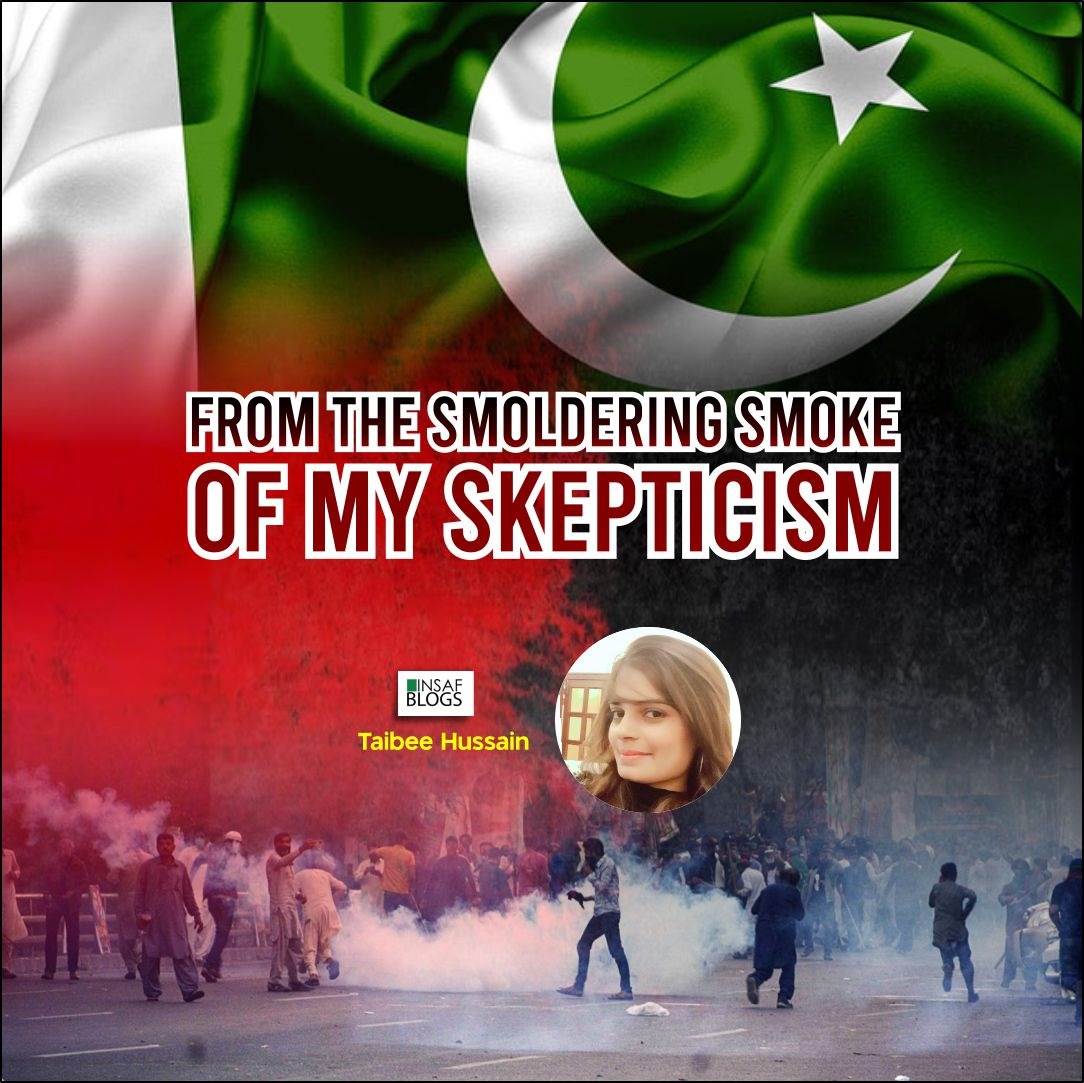 FROM THE SMOLDERING SMOKE
OF MY SKEPTICISM
INSAF
BLOGS
Taibee Hussain